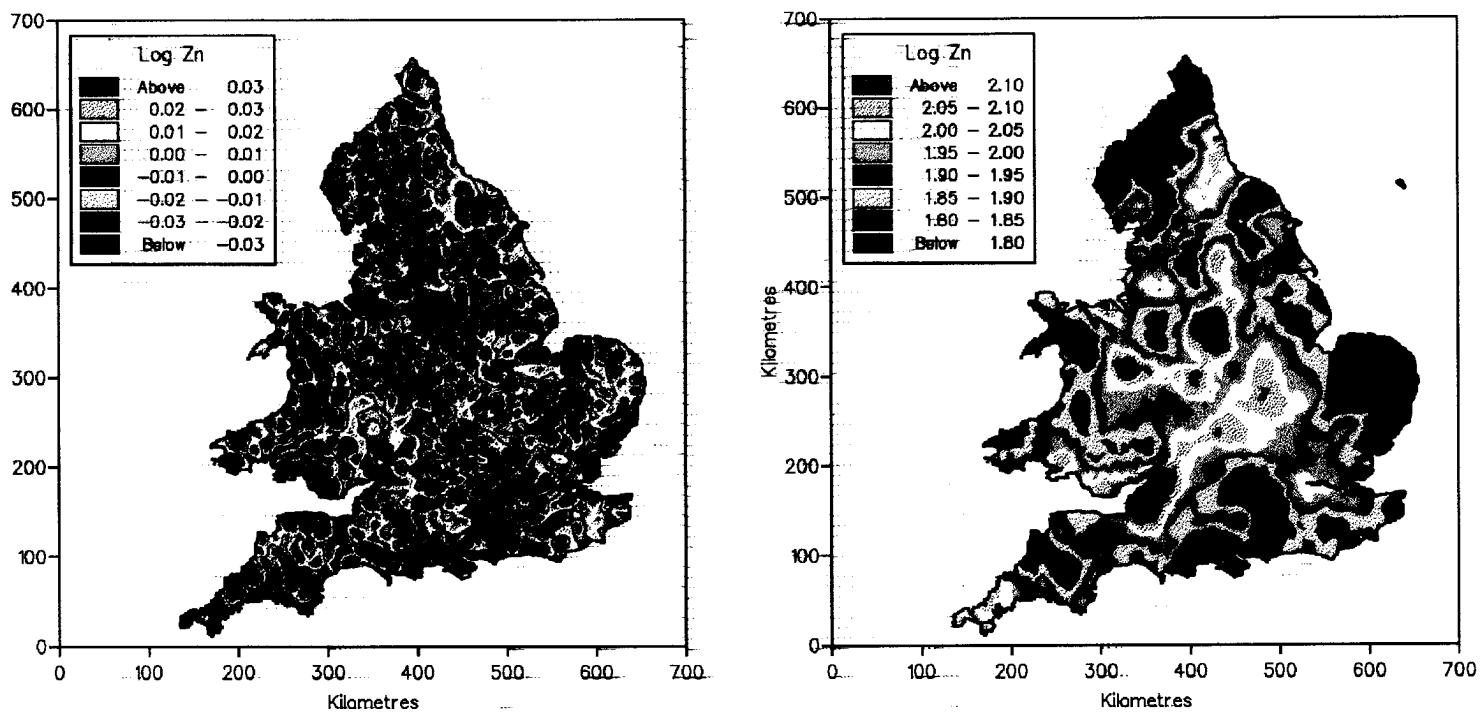 700
600
500
400
300
200
100
0
Log Zn
Above 0.03
0.02 – 0.03
0.01 – 0.02
0.00 – 0.01
–0.01 – 0.00
–0.02 – –0.01
–0.03 – –0.02
Below –0.03
0 100 200 300 400 500 600 700
Kilometres
700
600
500
400
300
200
100
0
Kilometres
Log Zn
Above 2.10
2.05 – 2.10
2.00 – 2.05
1.95 – 2.00
1.90 – 1.95
1.85 – 1.90
1.80 – 1.85
Below 1.80
0 100 200 300 400 500 600 700
Kilometres